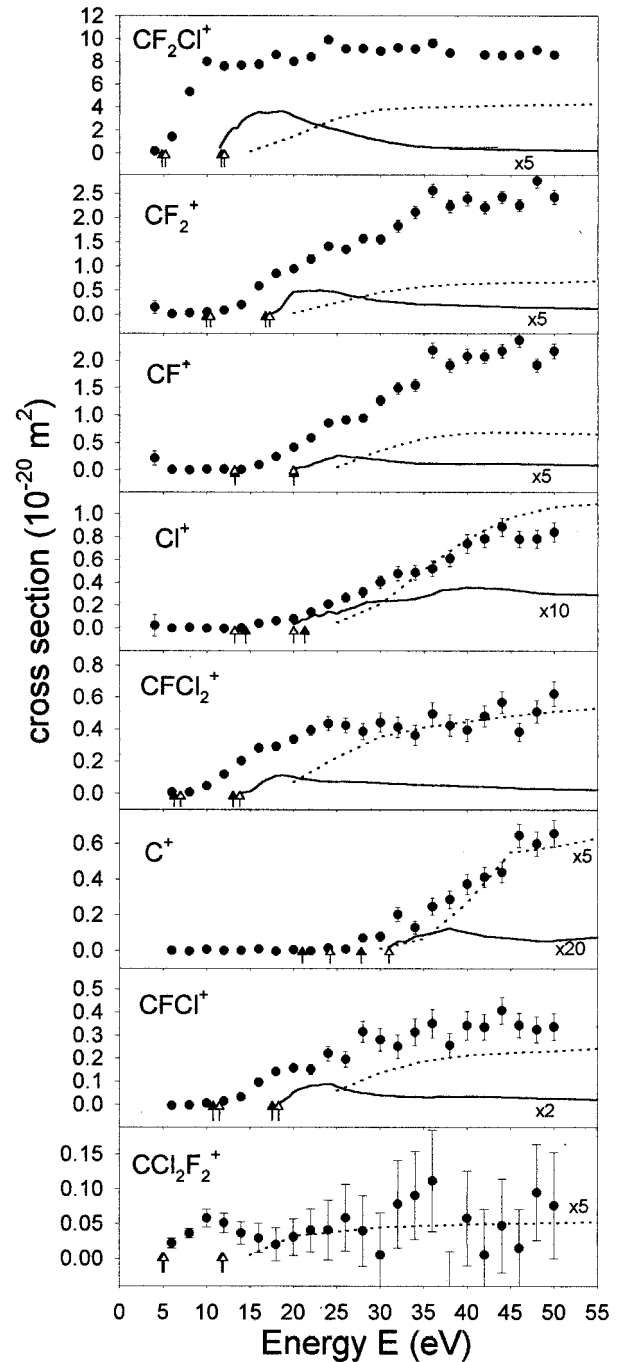 cross section (10⁻²⁰ m²)
12
10
8
6
4
2
0
CF₂Cl⁺
x5
2.5
2.0
1.5
1.0
0.5
0.0
CF₂⁺
x5
2.0
1.5
1.0
0.5
0.0
CF⁺
x5
1.0
0.8
0.6
0.4
0.2
0.0
Cl⁺
x10
0.6
0.4
0.2
0.0
CFCl₂⁺
0.6
0.4
0.2
0.0
C⁺
x5
x20
0.5
0.4
0.3
0.2
0.1
0.0
CFCl⁺
x2
0.15
0.10
0.05
0.00
CCl₂F₂⁺
x5
0 5 10 15 20 25 30 35 40 45 50 55
Energy E (eV)